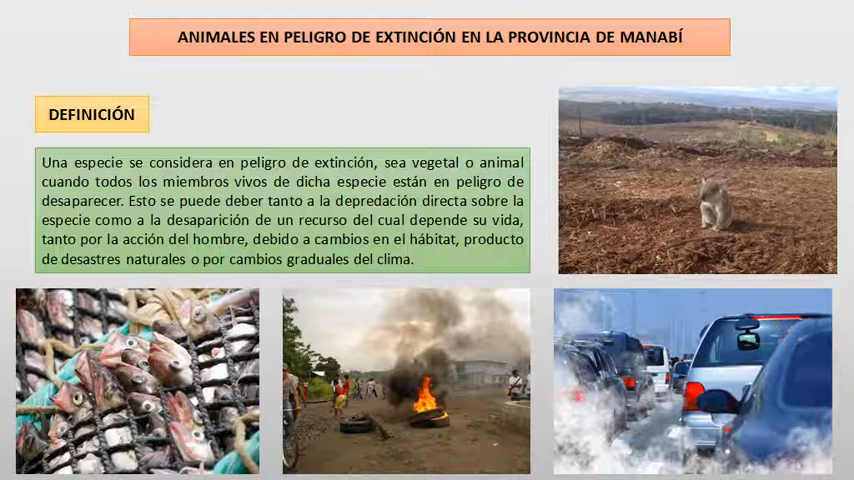 ANIMALES EN PELIGRO DE EXTINCIÓN EN LA PROVINCIA DE MANABÍ
DEFINICIÓN
Una especie se considera en peligro de extinción, sea vegetal o animal
cuando todos los miembros vivos de dicha especie están en peligro de
desaparecer. Esto se puede deber tanto a la depredación directa sobre la
especie como a la desaparición de un recurso del cual depende su vida,
tanto por la acción del hombre, debido a cambios en el hábitat, producto
de desastres naturales o por cambios graduales del clima.